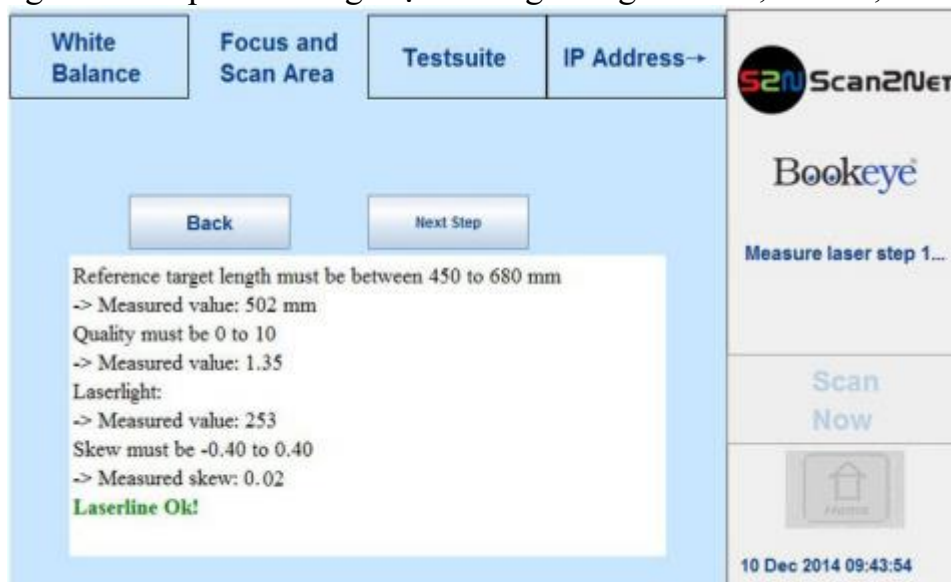 White
Balance
Focus and
Scan Area
Testsuite
IP Address→
S2N Scan2Net
Bookeye
Back
Next Step
Measure laser step 1...
Reference target length must be between 450 to 680 mm
-> Measured value: 502 mm
Quality must be 0 to 10
-> Measured value: 1.35
Laserlight:
-> Measured value: 253
Skew must be -0.40 to 0.40
-> Measured skew: 0.02
Laserline Ok!
Scan
Now
Home
10 Dec 2014 09:43:54